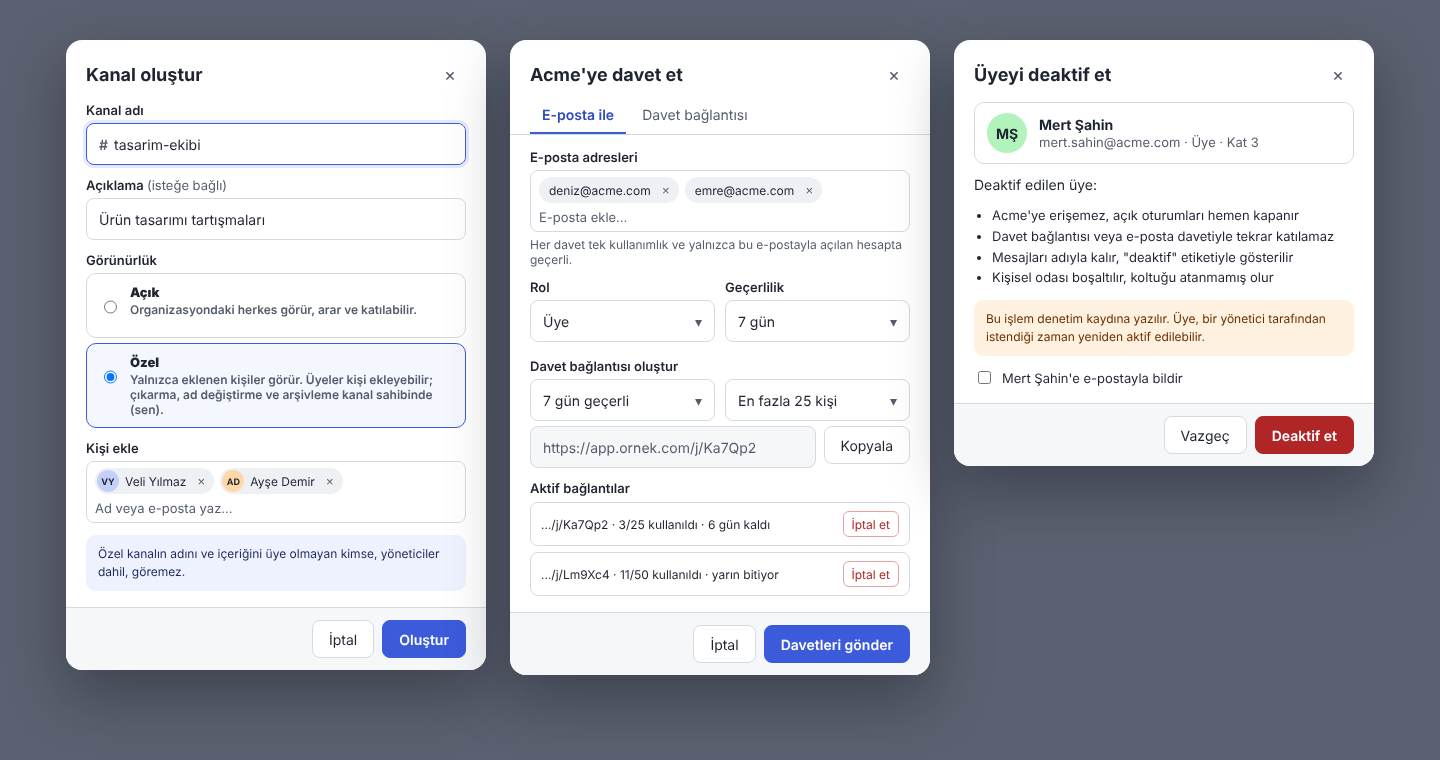 Kanal oluştur
×
Kanal adı
# tasarim-ekibi
Açıklama (isteğe bağlı)
Ürün tasarımı tartışmaları
Görünürlük
Açık
Organizasyondaki herkes görür, arar ve katılabilir.
Özel
Yalnızca eklenen kişiler görür. Üyeler kişi ekleyebilir;
çıkarma, ad değiştirme ve arşivleme kanal sahibinde
(sen).
Kişi ekle
VY Veli Yılmaz × AD Ayşe Demir ×
Ad veya e-posta yaz...
Özel kanalın adını ve içeriğini üye olmayan kimse, yöneticiler
dahil, göremez.
İptal Oluştur
Acme'ye davet et
×
E-posta ile Davet bağlantısı
E-posta adresleri
deniz@acme.com × emre@acme.com ×
E-posta ekle...
Her davet tek kullanımlık ve yalnızca bu e-postayla açılan hesapta
geçerli.
Rol Geçerlilik
Üye ▾ 7 gün ▾
Davet bağlantısı oluştur
7 gün geçerli ▾ En fazla 25 kişi ▾
https://app.ornek.com/j/Ka7Qp2 Kopyala
Aktif bağlantılar
.../j/Ka7Qp2 · 3/25 kullanıldı · 6 gün kaldı İptal et
.../j/Lm9Xc4 · 11/50 kullanıldı · yarın bitiyor İptal et
İptal Davetleri gönder
Üyeyi deaktif et
×
MŞ
Mert Şahin
mert.sahin@acme.com · Üye · Kat 3
Deaktif edilen üye:
• Acme'ye erişemez, açık oturumları hemen kapanır
• Davet bağlantısı veya e-posta davetiyle tekrar katılamaz
• Mesajları adıyla kalır, "deaktif" etiketiyle gösterilir
• Kişisel odası boşaltılır, koltuğu atanmamış olur
Bu işlem denetim kaydına yazılır. Üye, bir yönetici tarafından
istendiği zaman yeniden aktif edilebilir.
Mert Şahin'e e-postayla bildir
Vazgeç Deaktif et